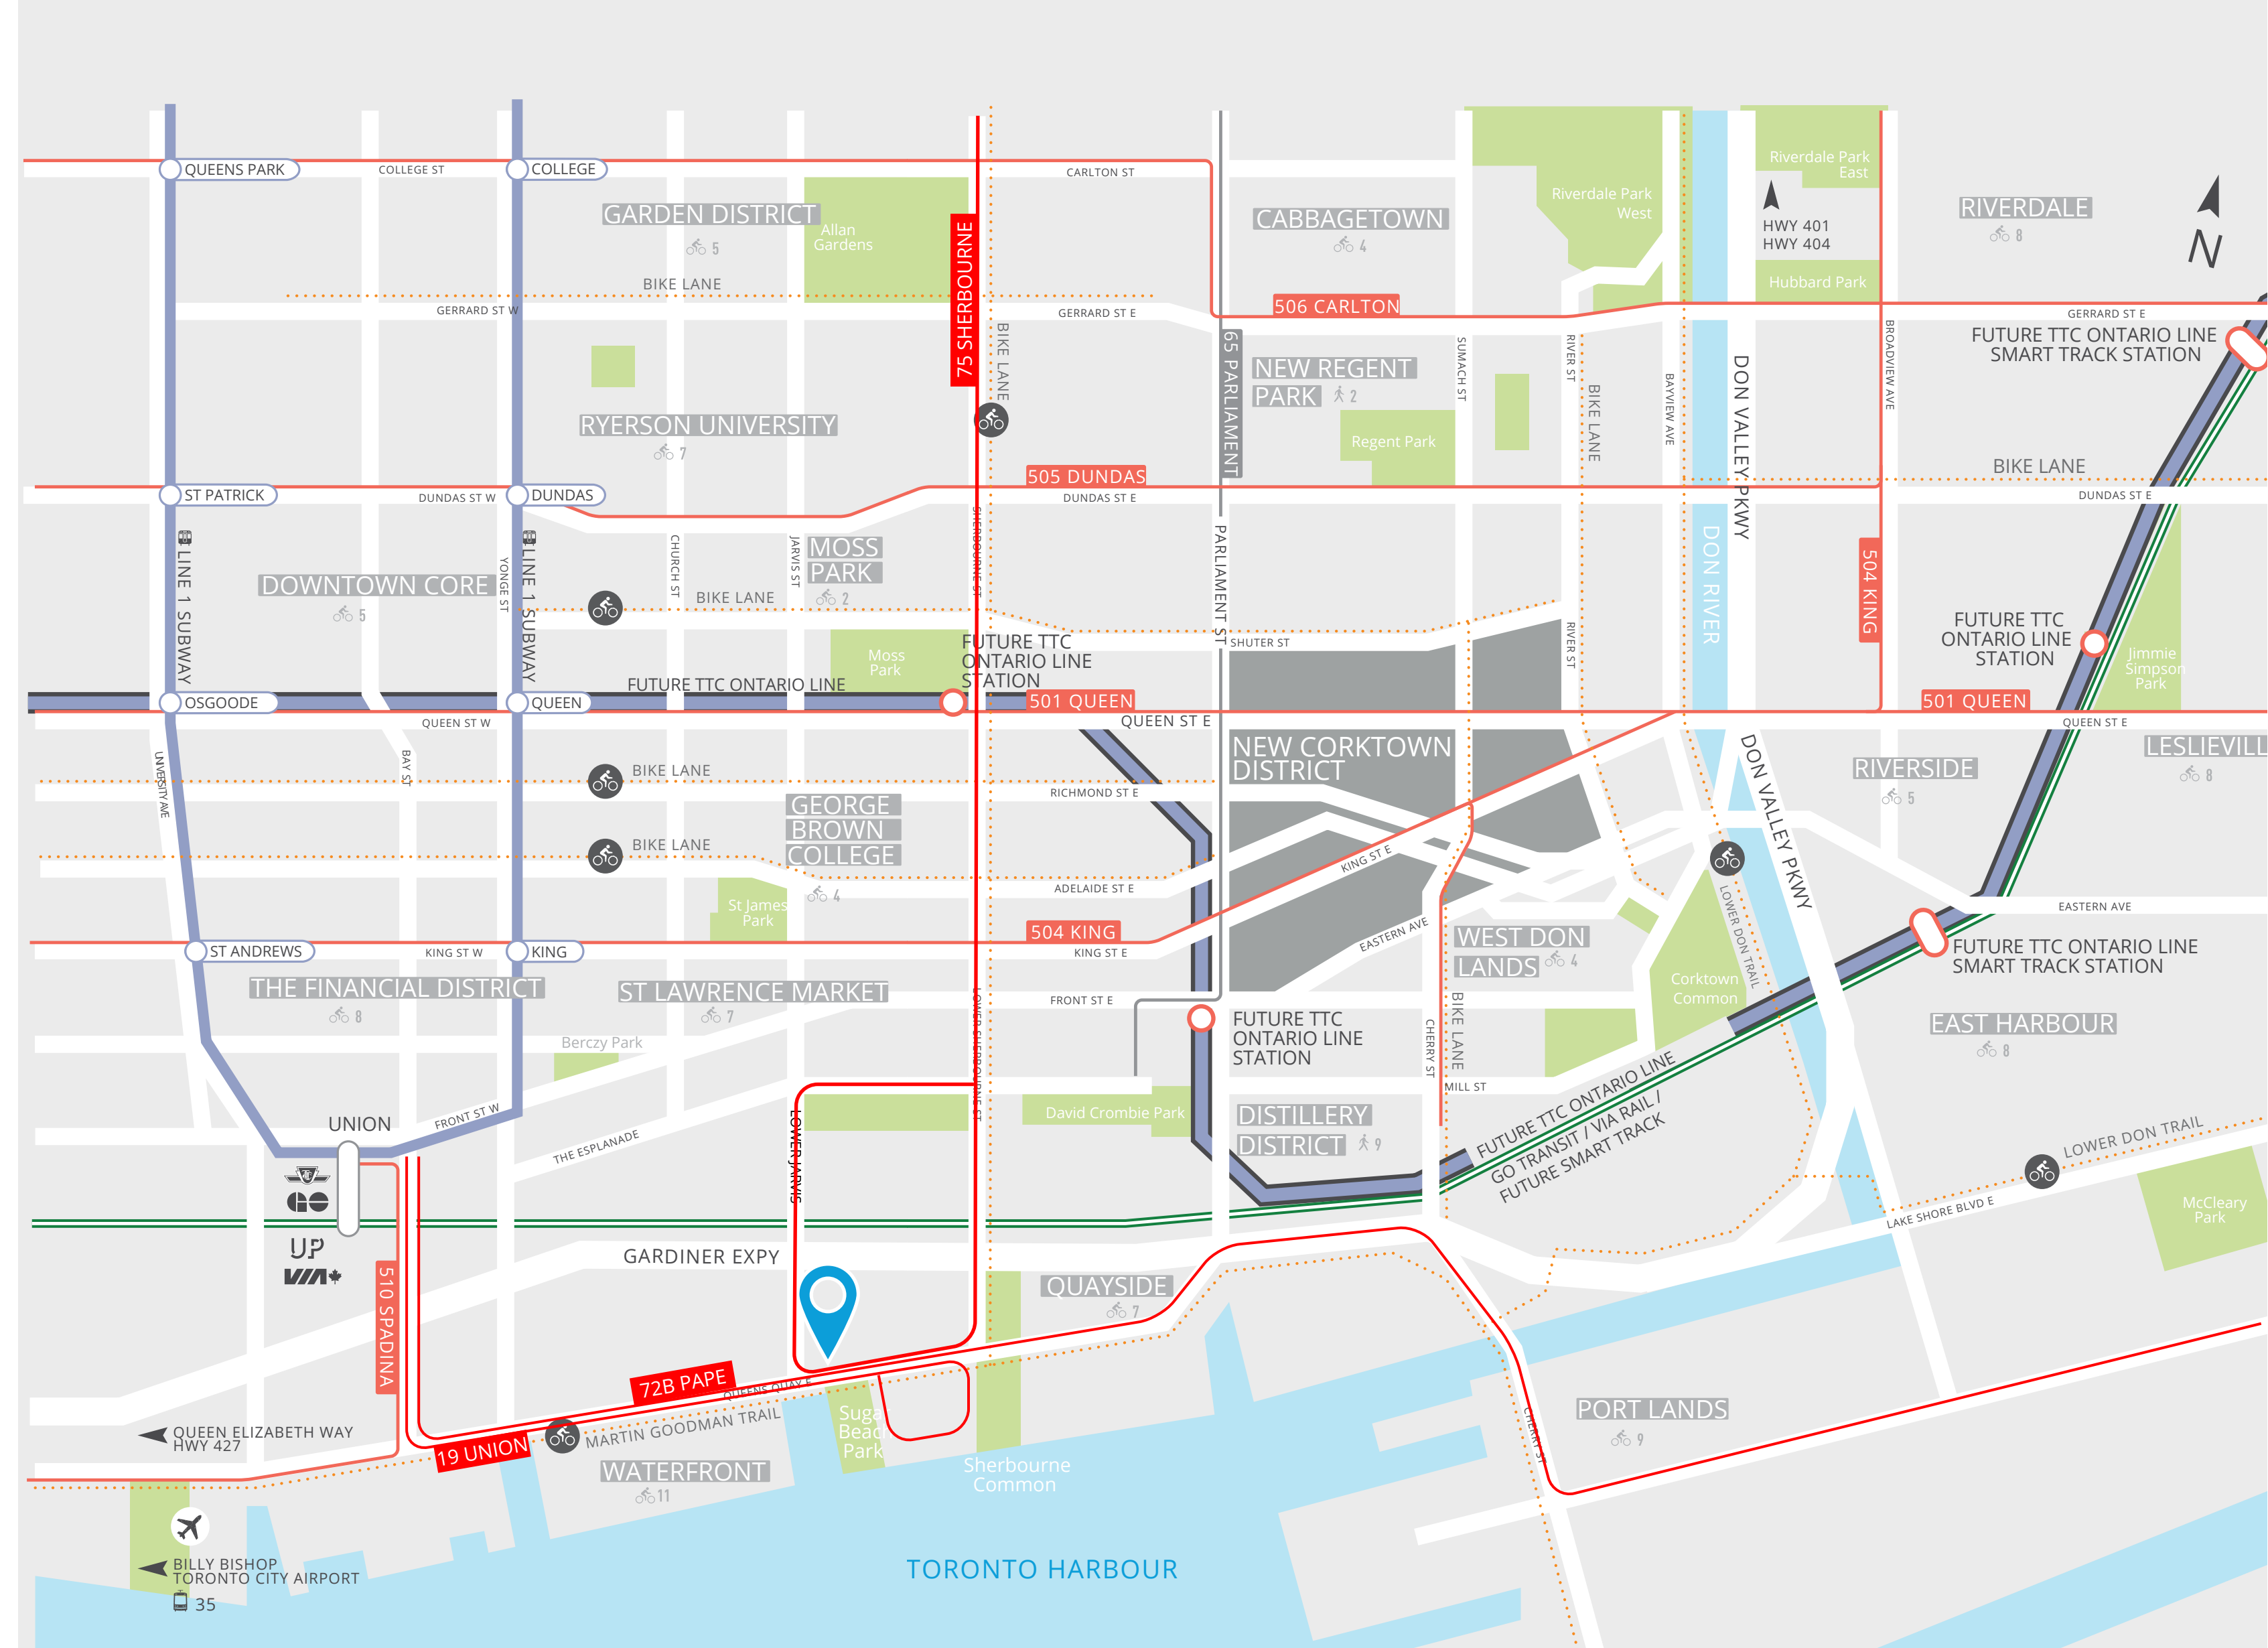 QUEENS PARK
COLLEGE ST
COLLEGE
CARLTON ST
Riverdale Park
East
Riverdale Park
West
GARDEN DISTRICT
5
Allan
Gardens
CABBAGETOWN
4
HWY 401
HWY 404
RIVERDALE
8
N
75 SHERBOURNE
BIKE LANE
GERRARD ST W
GERRARD ST E
506 CARLTON
Hubbard Park
GERRARD ST E
FUTURE TTC ONTARIO LINE
SMART TRACK STATION
BIKE LANE
65 PARLIAMENT
NEW REGENT
PARK
2
SUMACH ST
RIVER ST
BIKE LANE
BAYVIEW AVE
DON VALLEY PKWY
BROADVIEW AVE
RYERSON UNIVERSITY
7
Regent Park
ST PATRICK
DUNDAS ST W
DUNDAS
505 DUNDAS
DUNDAS ST E
BIKE LANE
DUNDAS ST E
LINE 1 SUBWAY
YONGE ST
LINE 1 SUBWAY
CHURCH ST
JARVIS ST
MOSS
PARK
2
SHERBOURNE ST
PARLIAMENT ST
DON RIVER
504 KING
DOWNTOWN CORE
5
BIKE LANE
SHUTER ST
RIVER ST
FUTURE TTC
ONTARIO LINE
STATION
Moss
Park
FUTURE TTC
ONTARIO LINE
STATION
Jimmie
Simpson
Park
FUTURE TTC ONTARIO LINE
OSGOODE
QUEEN
501 QUEEN
501 QUEEN
QUEEN ST W
QUEEN ST E
QUEEN ST E
UNIVERSITY AVE
BAY ST
BIKE LANE
RICHMOND ST E
NEW CORKTOWN
DISTRICT
DON VALLEY PKWY
RIVERSIDE
5
LESLIEVILL
8
GEORGE
BROWN
COLLEGE
4
BIKE LANE
ADELAIDE ST E
KING ST E
LOWER DON TRAIL
EASTERN AVE
St James
Park
ST ANDREWS
KING ST W
KING
504 KING
KING ST E
EASTERN AVE
WEST DON
LANDS
4
FUTURE TTC ONTARIO LINE
SMART TRACK STATION
THE FINANCIAL DISTRICT
8
ST LAWRENCE MARKET
7
FRONT ST E
LOWER SHERBOURNE ST
Corktown
Common
FUTURE TTC
ONTARIO LINE
STATION
CHERRY ST
BIKE LANE
EAST HARBOUR
8
Berczy Park
MILL ST
FRONT ST W
THE ESPLANADE
LOWER JARVIS
David Crombie Park
DISTILLERY
DISTRICT
9
FUTURE TTC ONTARIO LINE
GO TRANSIT / VIA RAIL /
FUTURE SMART TRACK
UNION
TTC
GO
UP
VIA
LOWER DON TRAIL
LAKE SHORE BLVD E
McCleary
Park
GARDINER EXPY
510 SPADINA
QUAYSIDE
7
72B PAPE
QUEENS QUAY E
19 UNION
MARTIN GOODMAN TRAIL
Suga
Beac
Park
Sherbourne
Common
CHERRY ST
PORT LANDS
9
QUEEN ELIZABETH WAY
HWY 427
WATERFRONT
11
BILLY BISHOP
TORONTO CITY AIRPORT
35
TORONTO HARBOUR